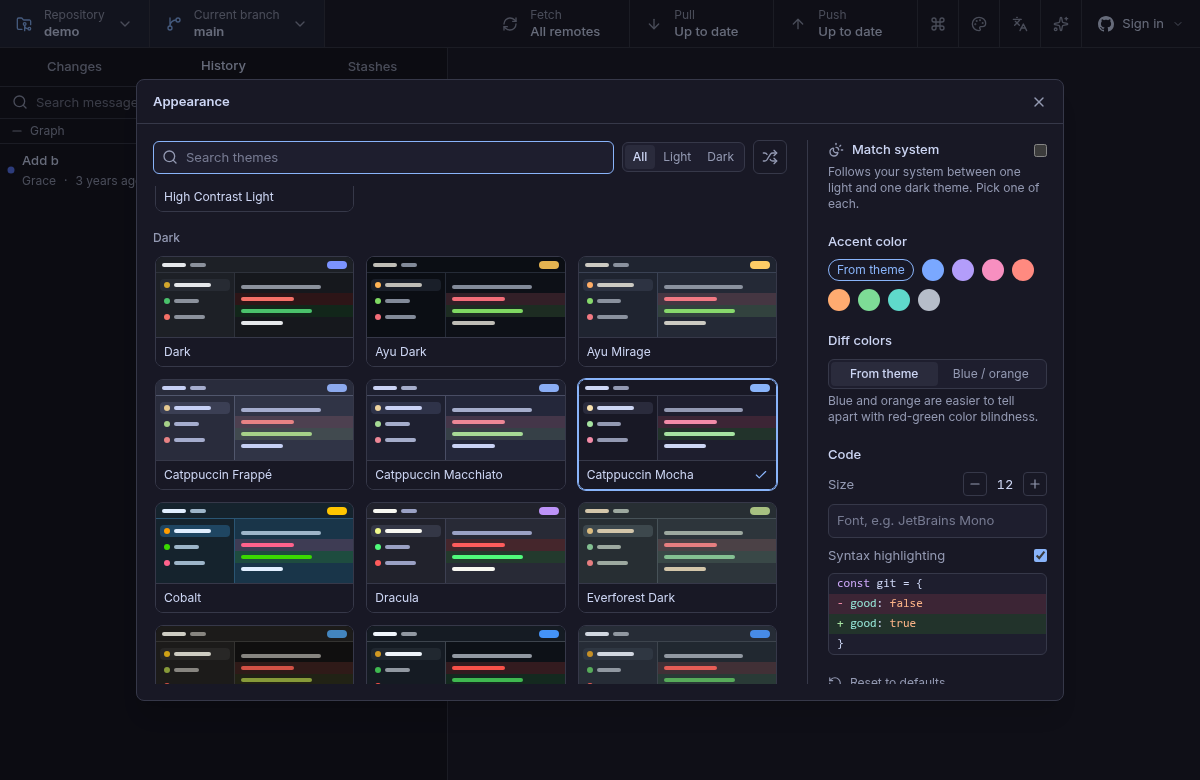 Repository
demo
Current branch
main
Fetch
All remotes
Pull
Up to date
Push
Up to date
Sign in
Changes
History
Stashes
Search message
Graph
Add b
Grace · 3 years ag
Appearance
Search themes
All
Light
Dark
High Contrast Light
Dark
Dark
Ayu Dark
Ayu Mirage
Catppuccin Frappé
Catppuccin Macchiato
Catppuccin Mocha
Cobalt
Dracula
Everforest Dark
Match system
Follows your system between one
light and one dark theme. Pick one of
each.
Accent color
From theme
Diff colors
From theme
Blue / orange
Blue and orange are easier to tell
apart with red-green color blindness.
Code
Size
12
Font, e.g. JetBrains Mono
Syntax highlighting
const git = {
- good: false
+ good: true
}
Reset to defaults